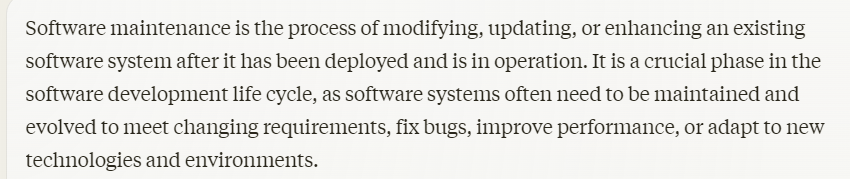 Software maintenance is the process of modifying, updating, or enhancing an existing
software system after it has been deployed and is in operation. It is a crucial phase in the
software development life cycle, as software systems often need to be maintained and
evolved to meet changing requirements, fix bugs, improve performance, or adapt to new
technologies and environments.